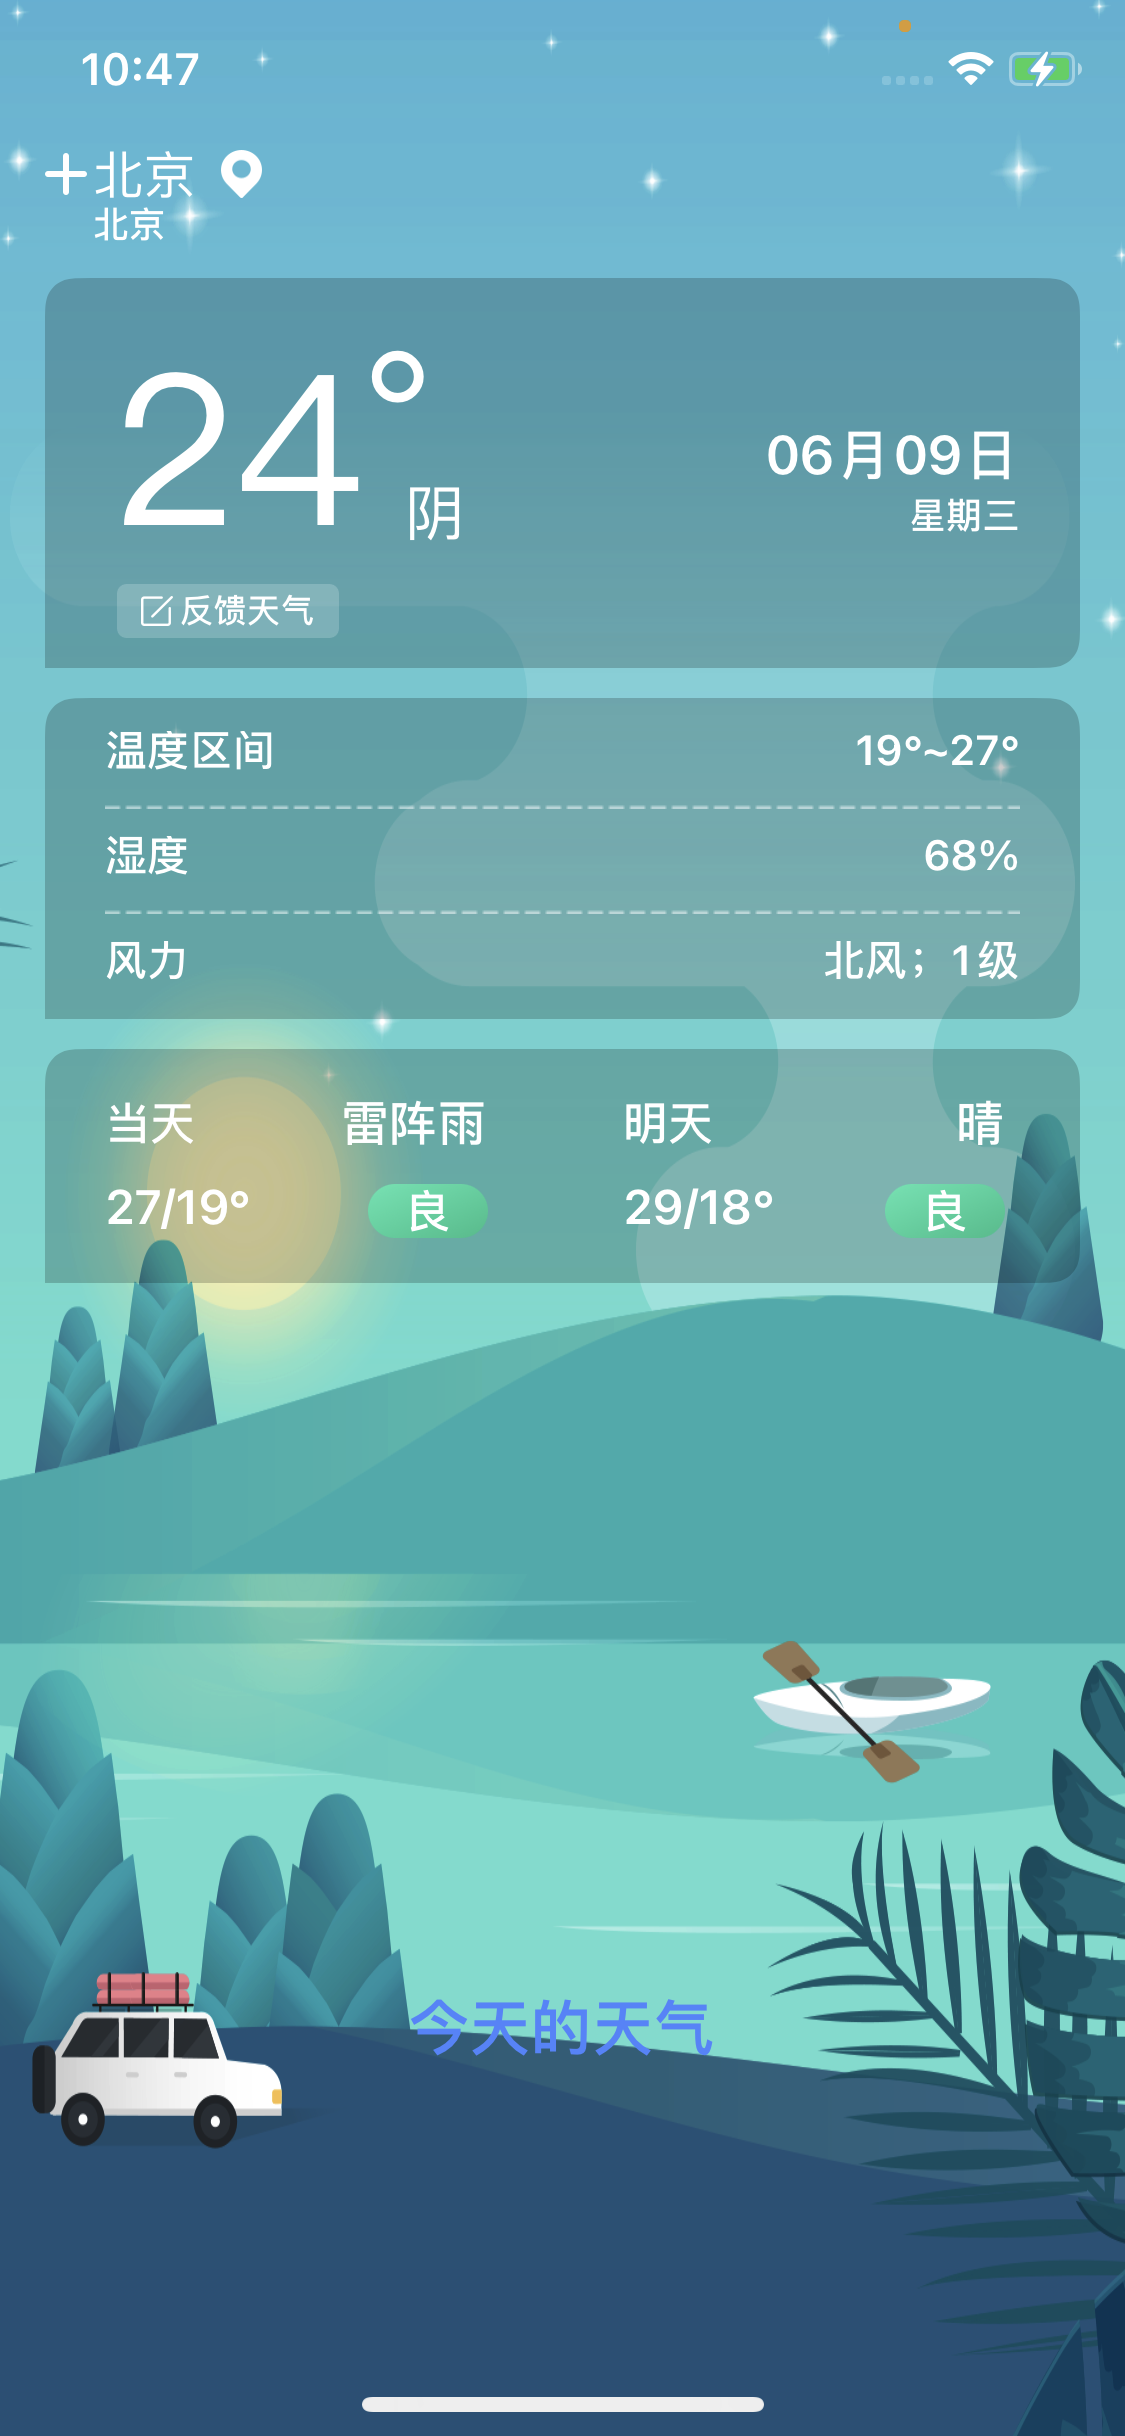 10:47
北京
北京
24°
阴
06月09日
星期三
反馈天气
温度区间 19°~27°
湿度 68%
风力 北风；1级
当天 雷阵雨 明天 晴
27/19° 良 29/18° 良
今天的天气